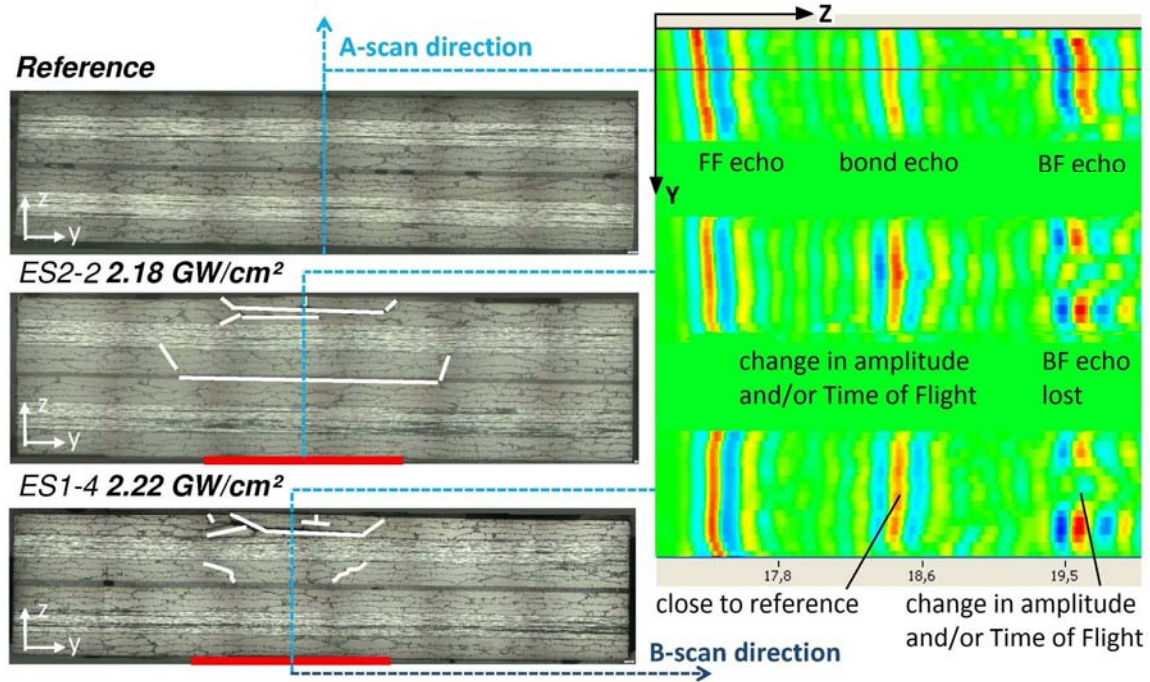 A-scan direction
Z
Reference
FF echo
bond echo
BF echo
Y
z
y
ES2-2 2.18 GW/cm²
change in amplitude
and/or Time of Flight
BF echo
lost
z
y
ES1-4 2.22 GW/cm²
z
y
17,8
18,6
19,5
close to reference
change in amplitude
and/or Time of Flight
B-scan direction